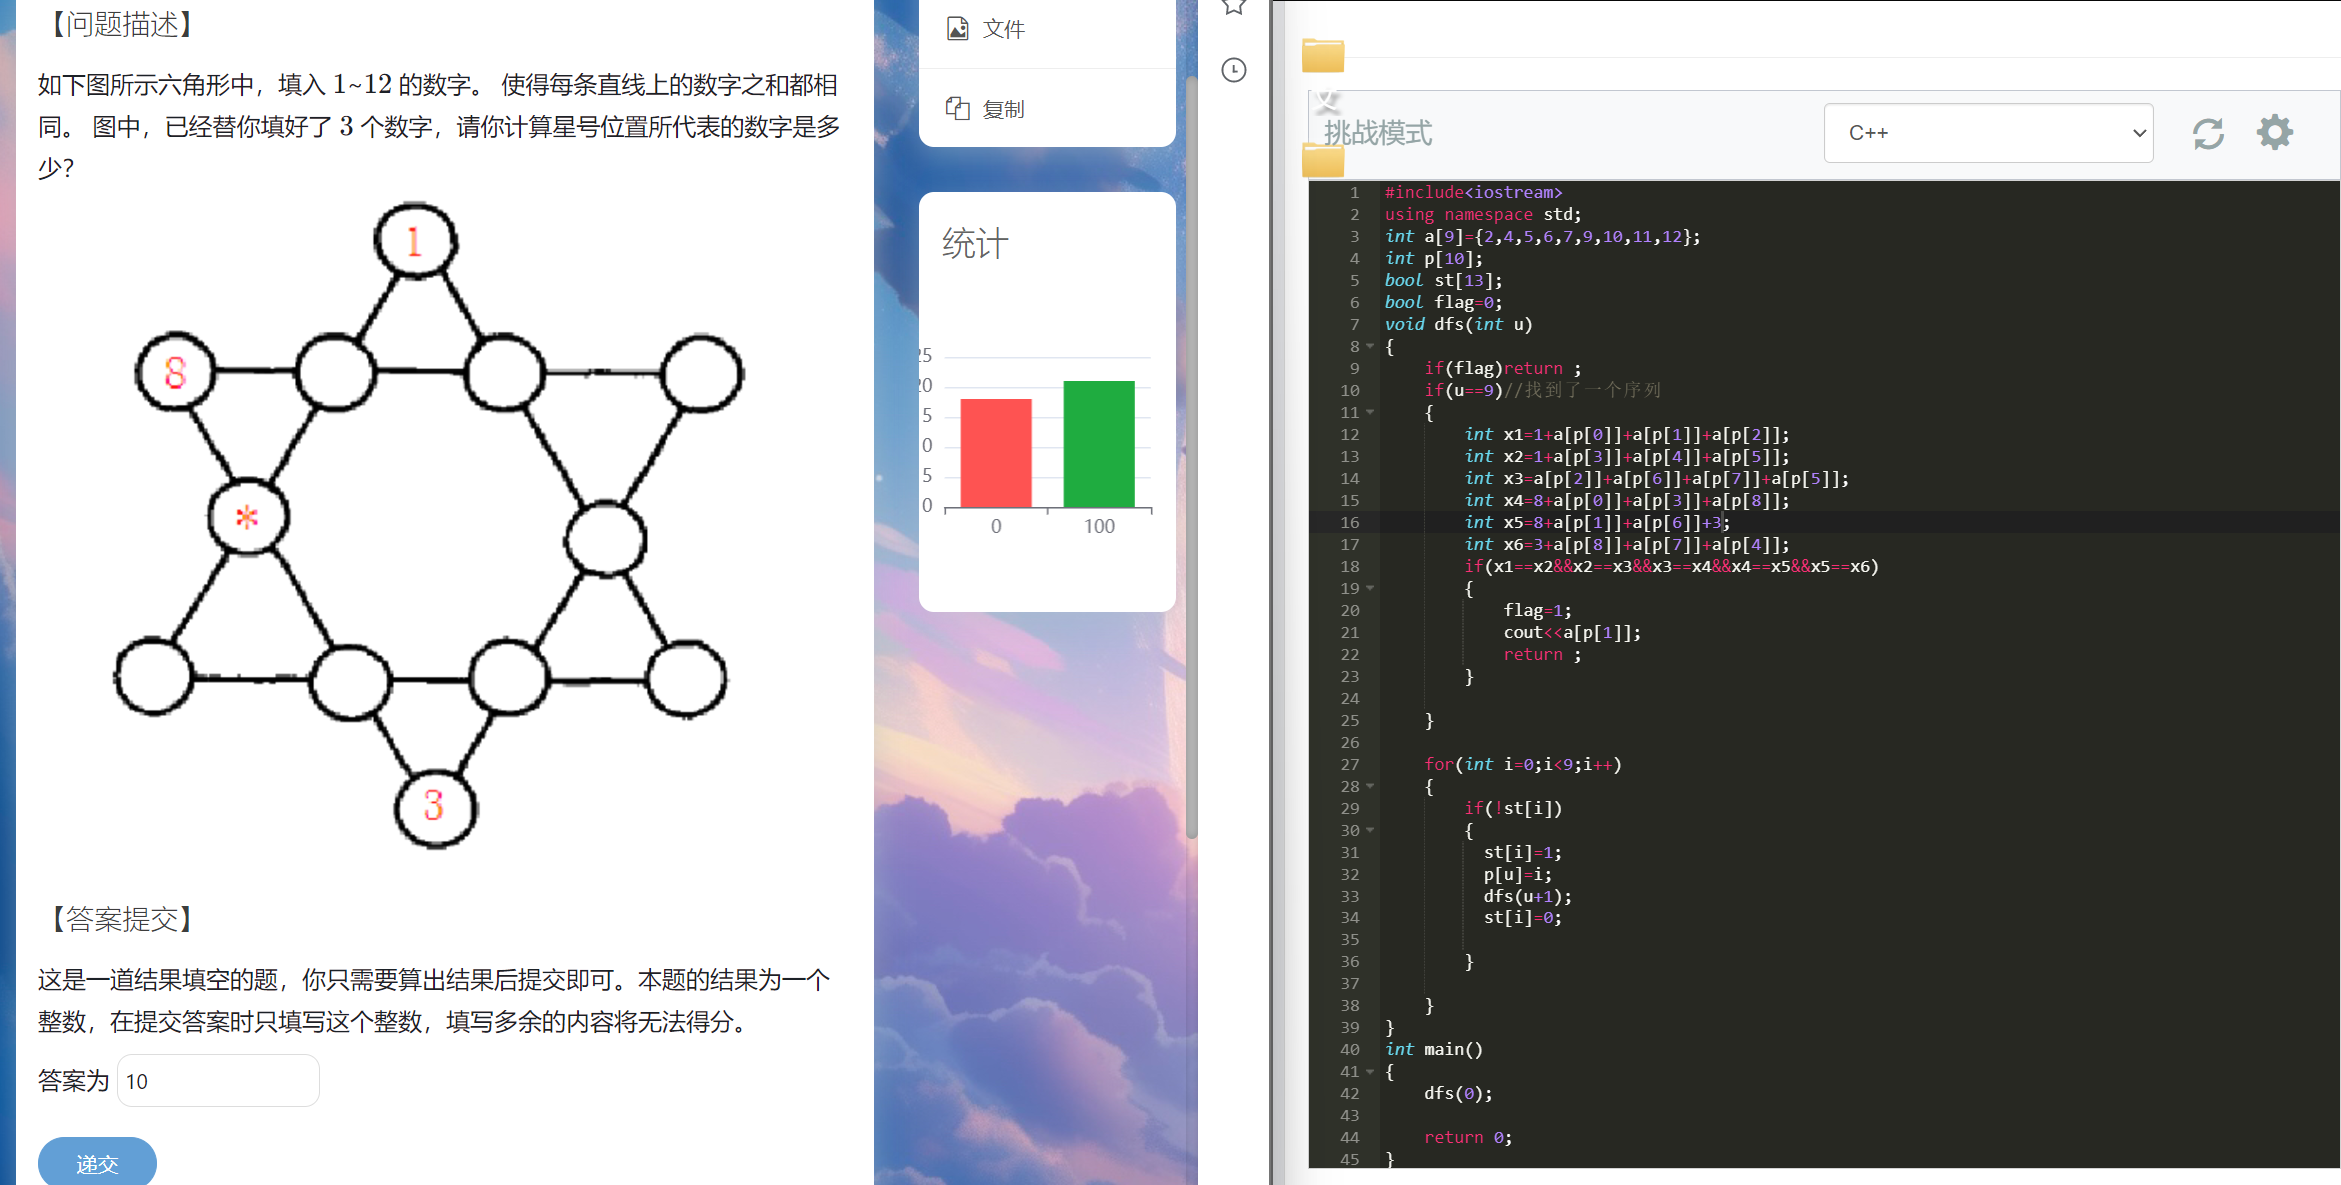 【问题描述】
如下图所示六角形中，填入 1~12 的数字。 使得每条直线上的数字之和都相
同。 图中，已经替你填好了 3 个数字，请你计算星号位置所代表的数字是多
少？
1
8
*
3
【答案提交】
这是一道结果填空的题，你只需要算出结果后提交即可。本题的结果为一个
整数，在提交答案时只填写这个整数，填写多余的内容将无法得分。
答案为 10
递交
文件
复制
统计
25
20
5
0
5
0
0 100
文
挑战模式
C++
1 #include<iostream>
2 using namespace std;
3 int a[9]={2,4,5,6,7,9,10,11,12};
4 int p[10];
5 bool st[13];
6 bool flag=0;
7 void dfs(int u)
8 {
9 if(flag)return ;
10 if(u==9)//找到了一个序列
11 {
12 int x1=1+a[p[0]]+a[p[1]]+a[p[2]];
13 int x2=1+a[p[3]]+a[p[4]]+a[p[5]];
14 int x3=a[p[2]]+a[p[6]]+a[p[7]]+a[p[5]];
15 int x4=8+a[p[0]]+a[p[3]]+a[p[8]];
16 int x5=8+a[p[1]]+a[p[6]]+3;
17 int x6=3+a[p[8]]+a[p[7]]+a[p[4]];
18 if(x1==x2&&x2==x3&&x3==x4&&x4==x5&&x5==x6)
19 {
20 flag=1;
21 cout<<a[p[1]];
22 return ;
23 }
24
25 }
26
27 for(int i=0;i<9;i++)
28 {
29 if(!st[i])
30 {
31 st[i]=1;
32 p[u]=i;
33 dfs(u+1);
34 st[i]=0;
35
36 }
37
38 }
39 }
40 int main()
41 {
42 dfs(0);
43
44 return 0;
45 }